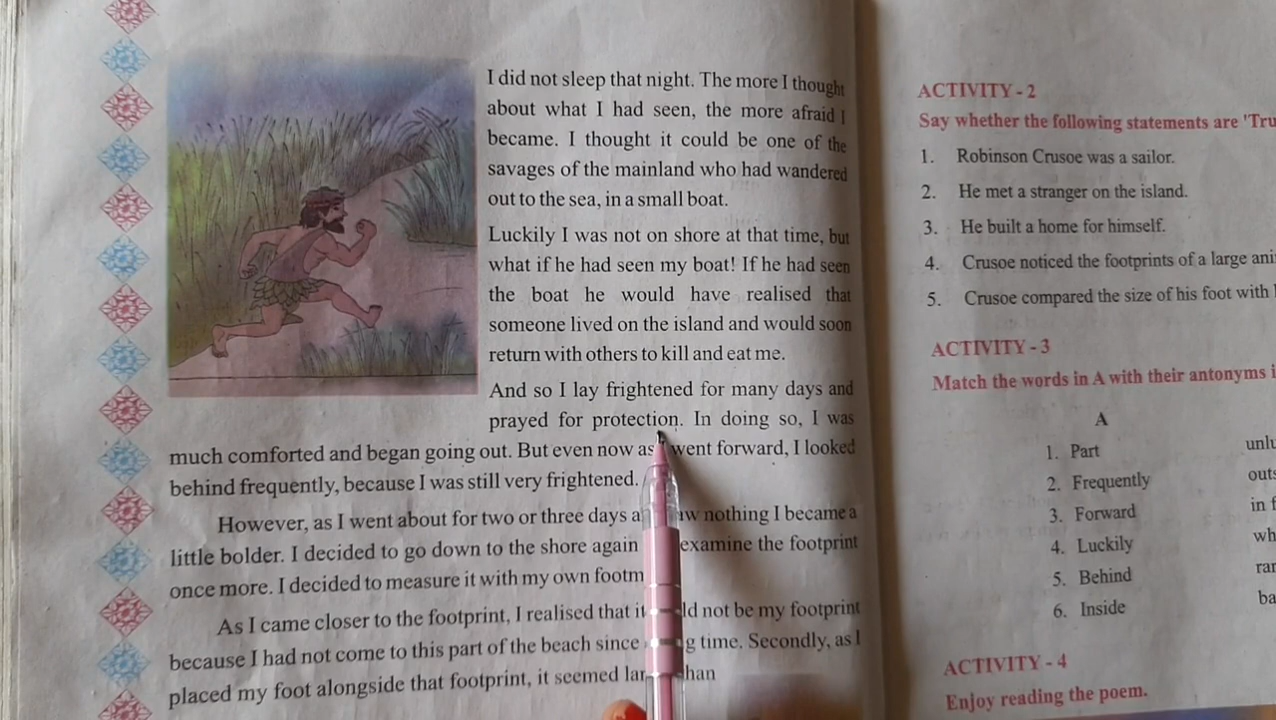 I did not sleep that night. The more I thought
about what I had seen, the more afraid I
became. I thought it could be one of the
savages of the mainland who had wandered
out to the sea, in a small boat.
Luckily I was not on shore at that time, but
what if he had seen my boat! If he had seen
the boat he would have realised that
someone lived on the island and would soon
return with others to kill and eat me.
And so I lay frightened for many days and
prayed for protection. In doing so, I was
much comforted and began going out. But even now as went forward, I looked
behind frequently, because I was still very frightened.
However, as I went about for two or three days nothing I became a
little bolder. I decided to go down to the shore again examine the footprint
once more. I decided to measure it with my own
As I came closer to the footprint, I realised that not be my footprint
because I had not come to this part of the beach since time. Secondly, as I
placed my foot alongside that footprint, it seemed
ACTIVITY - 2
Say whether the following statements are
1. Robinson Crusoe was a sailor.
2. He met a stranger on the island.
3. He built a home for himself.
4. Crusoe noticed the footprints of a large
5. Crusoe compared the size of his foot with
ACTIVITY - 3
Match the words in A with their antonyms
A
1. Part
2. Frequently
3. Forward
4. Luckily
5. Behind
6. Inside
ACTIVITY - 4
Enjoy reading the poem.